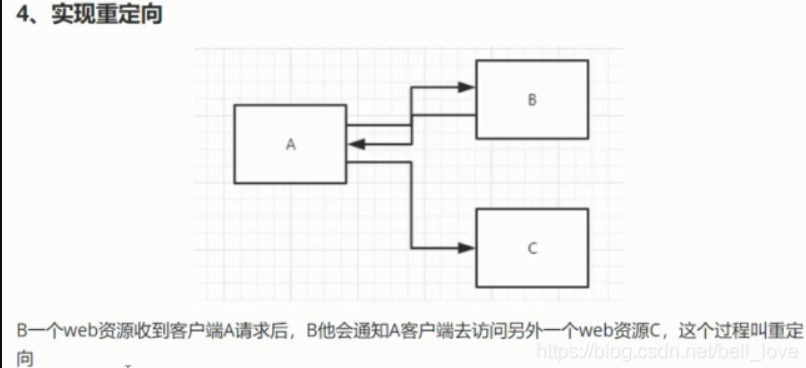 4、实现重定向
B
A
C
B一个web资源收到客户端A请求后，B他会通知A客户端去访问另外一个web资源C，这个过程叫重定
向
https://blog.csdn.net/bell_love